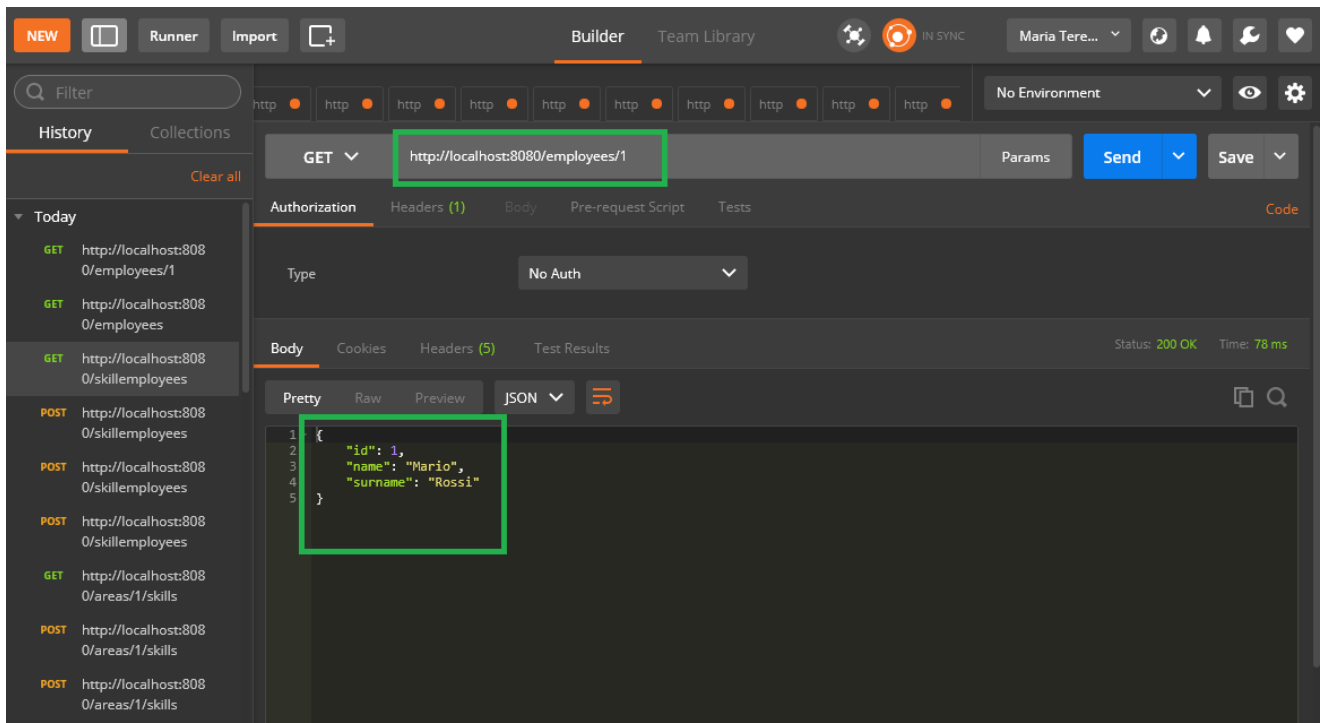 NEW Runner Import Builder Team Library IN SYNC Maria Tere...
Filter
http http http http http http http http http http No Environment
History Collections
Clear all
GET http://localhost:8080/employees/1 Params Send Save
Authorization Headers (1) Body Pre-request Script Tests Code
Type No Auth
Today
GET http://localhost:808
0/employees/1
GET http://localhost:808
0/employees
GET http://localhost:808
0/skillemployees
POST http://localhost:808
0/skillemployees
POST http://localhost:808
0/skillemployees
POST http://localhost:808
0/skillemployees
GET http://localhost:808
0/areas/1/skills
POST http://localhost:808
0/areas/1/skills
POST http://localhost:808
0/areas/1/skills
Body Cookies Headers (5) Test Results Status: 200 OK Time: 78 ms
Pretty Raw Preview JSON
1 {
2 "id": 1,
3 "name": "Mario",
4 "surname": "Rossi"
5 }